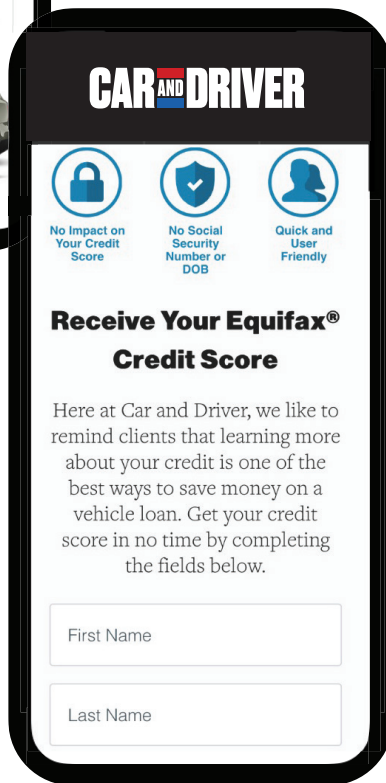 CAR AND DRIVER
No Impact on
Your Credit
Score
No Social
Security
Number or
DOB
Quick and
User
Friendly
Receive Your Equifax®
Credit Score
Here at Car and Driver, we like to
remind clients that learning more
about your credit is one of the
best ways to save money on a
vehicle loan. Get your credit
score in no time by completing
the fields below.
First Name
Last Name